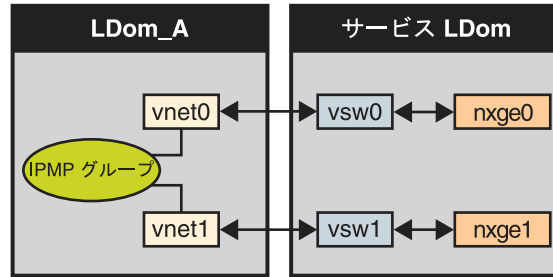 LDom_A
サービス LDom
vnet0
vsw0
nxge0
IPMP グループ
vnet1
vsw1
nxge1